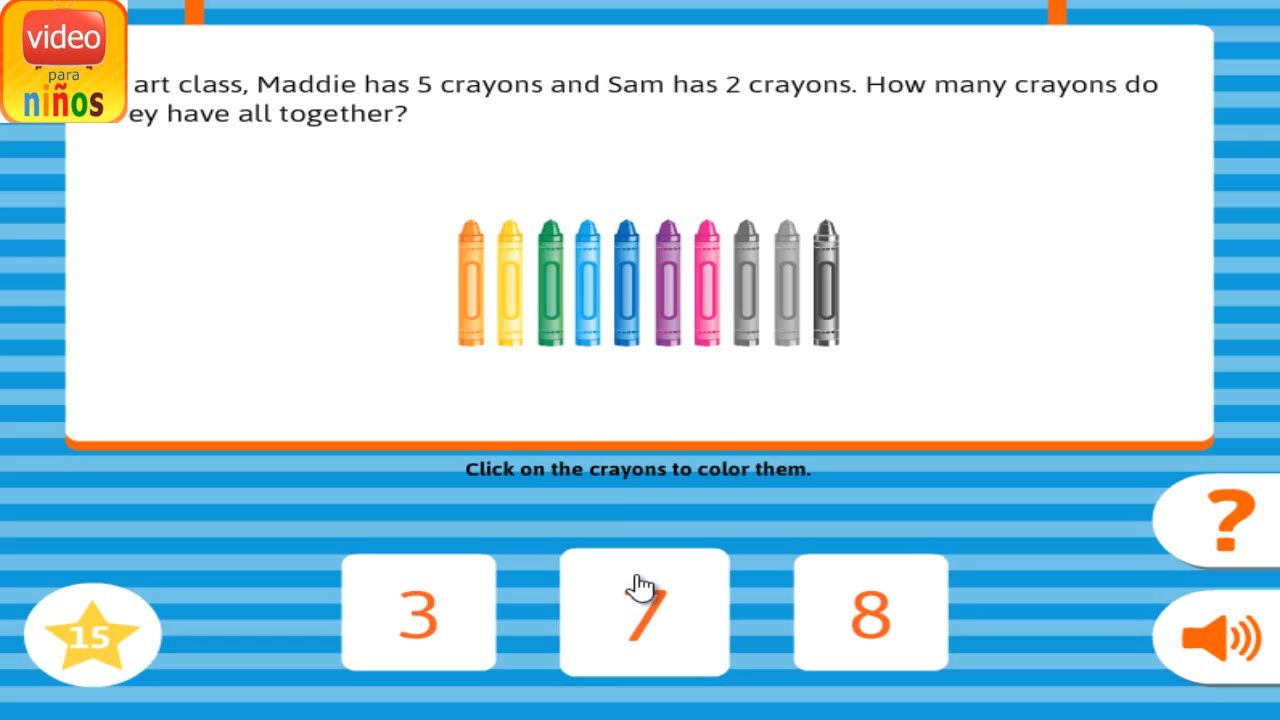 video
para
niños
art class, Maddie has 5 crayons and Sam has 2 crayons. How many crayons do
ey have all together?
Click on the crayons to color them.
?
3
7
8
15